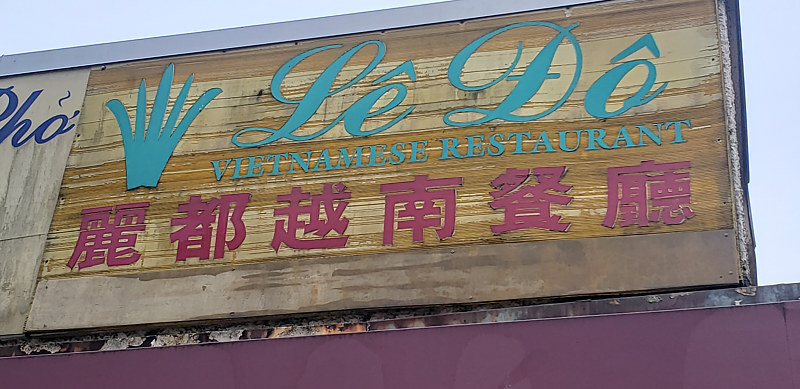 Phở
Lê Đô
VIETNAMESE RESTAURANT
麗都越南餐廳